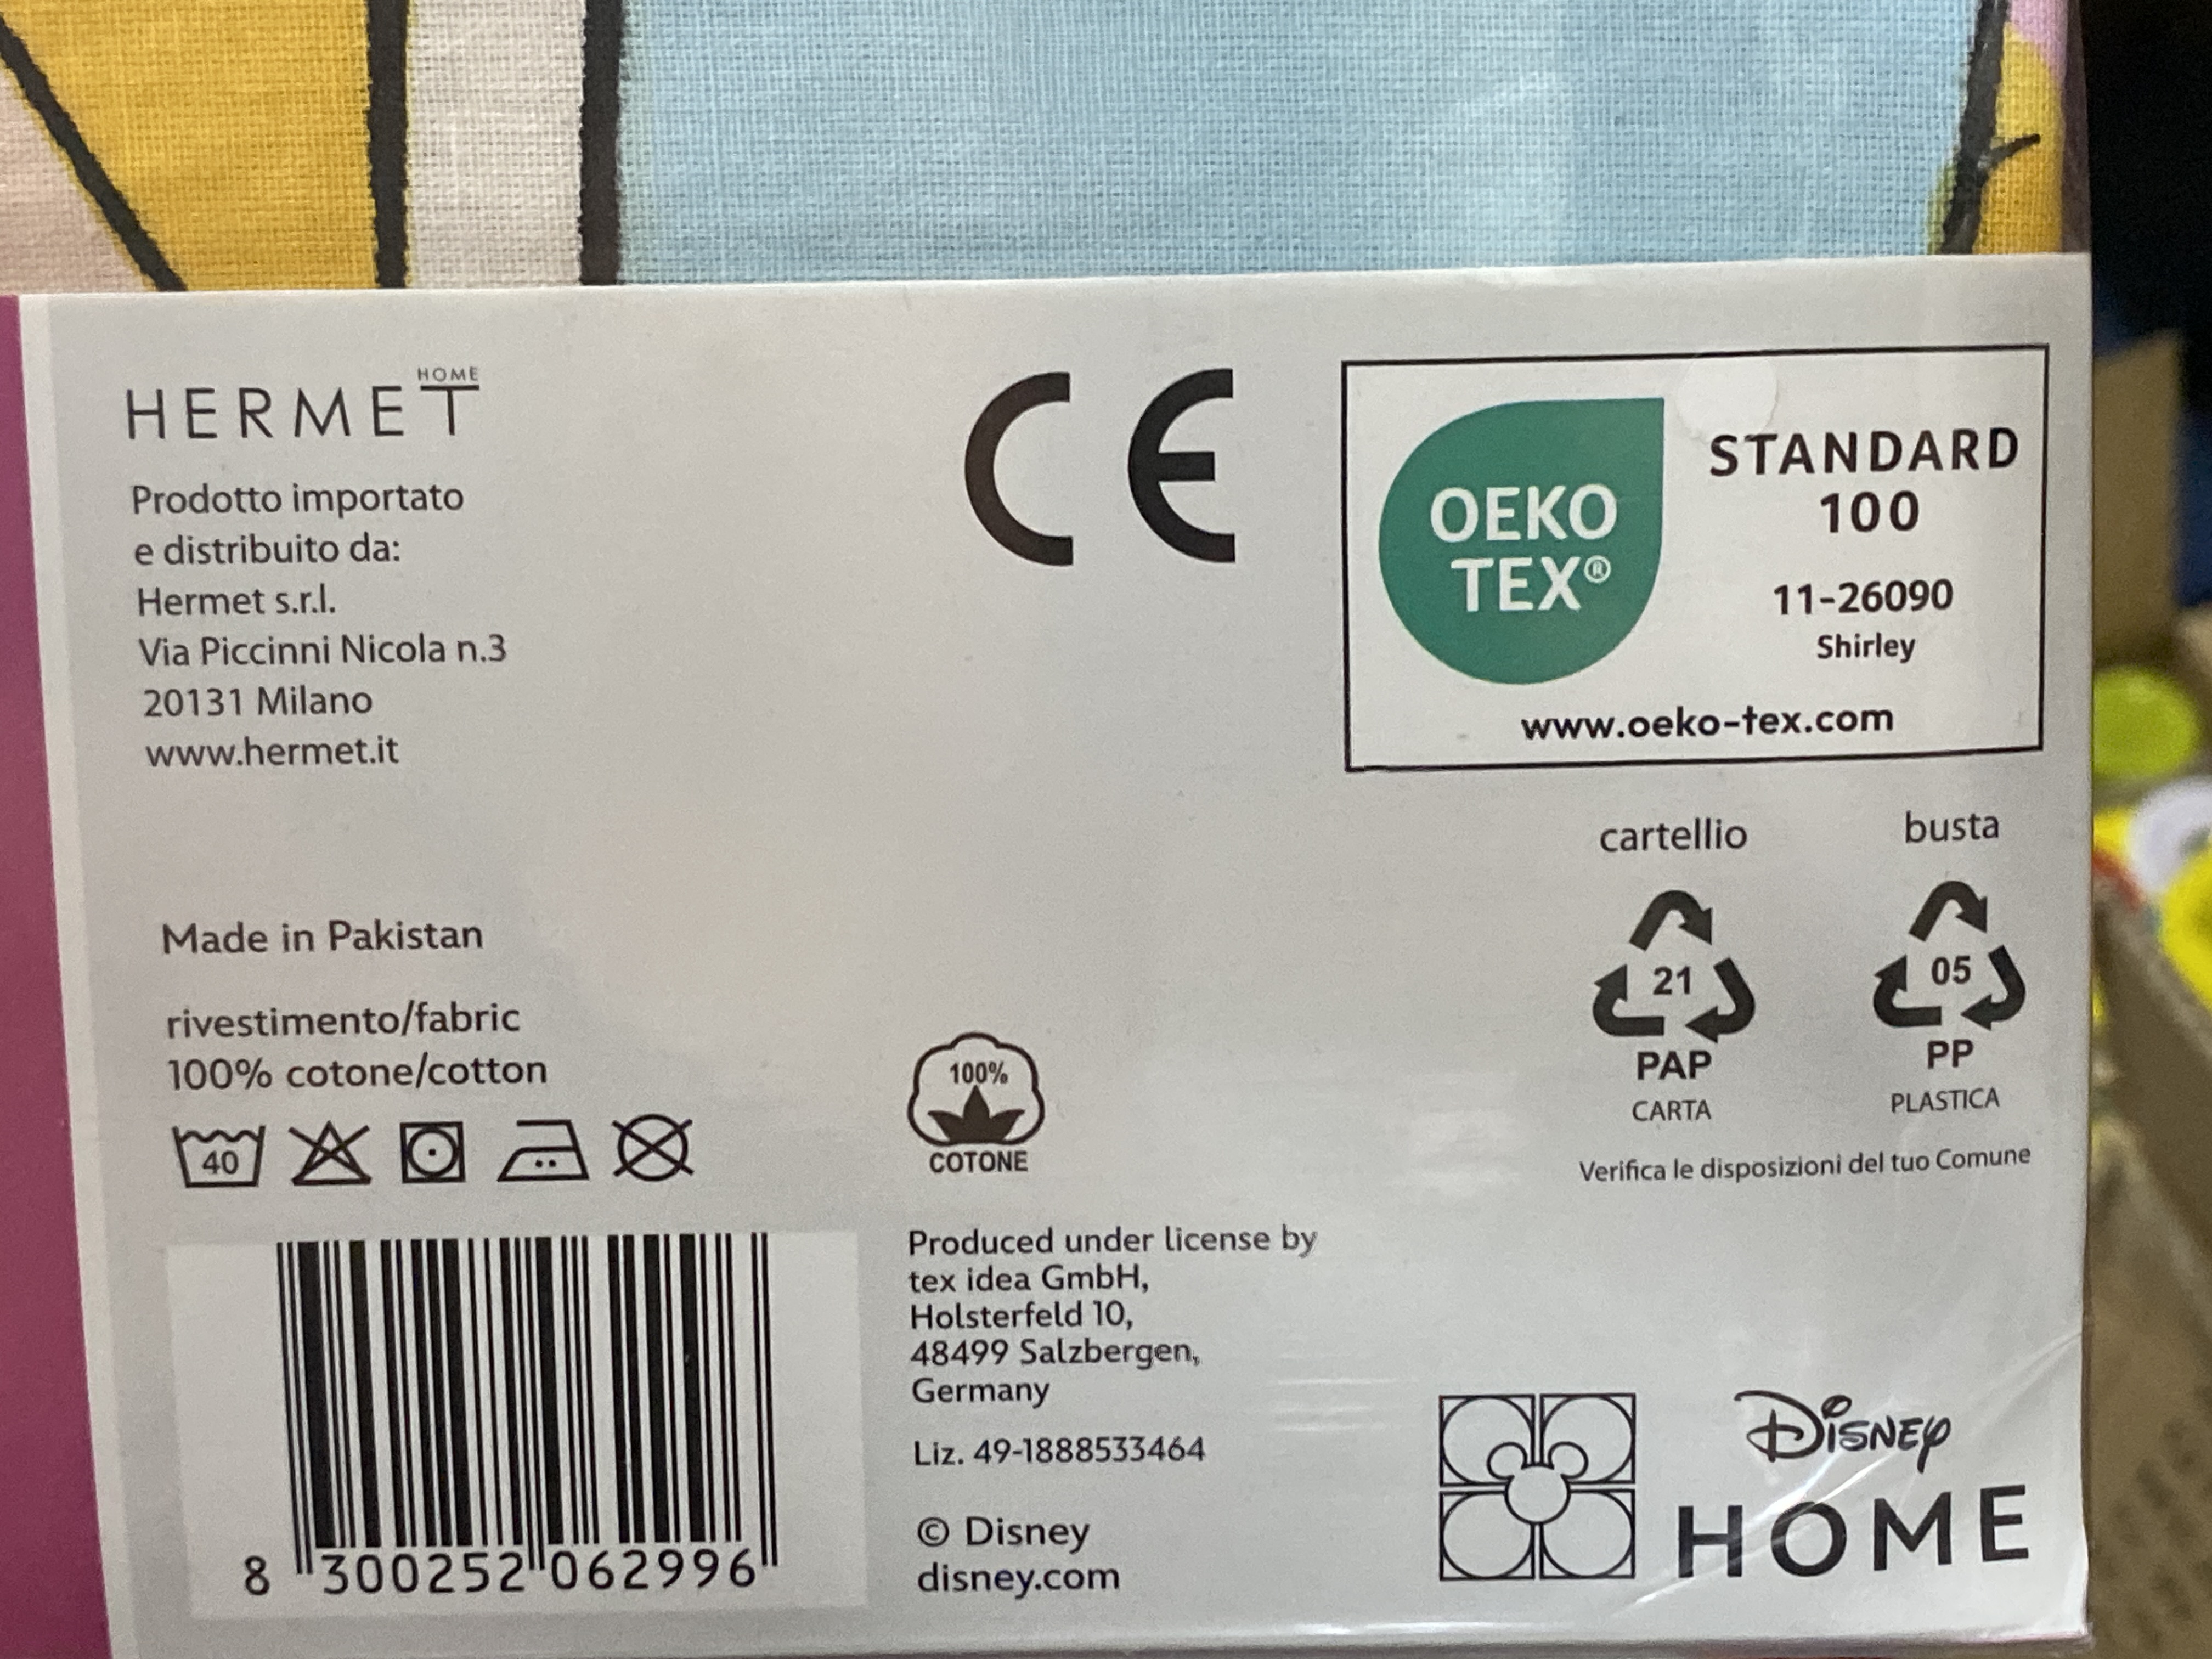 HERMET HOME
Prodotto importato
e distribuito da:
Hermet s.r.l.
Via Piccinni Nicola n.3
20131 Milano
www.hermet.it
CE
OEKO
TEX®
STANDARD
100
11-26090
Shirley
www.oeko-tex.com
cartellio
21
PAP
CARTA
busta
05
PP
PLASTICA
Verifica le disposizioni del tuo Comune
Made in Pakistan
rivestimento/fabric
100% cotone/cotton
40
100%
COTONE
8 300252 062996
Produced under license by
tex idea GmbH,
Holsterfeld 10,
48499 Salzbergen,
Germany
Liz. 49-1888533464
© Disney
disney.com
Disney
HOME